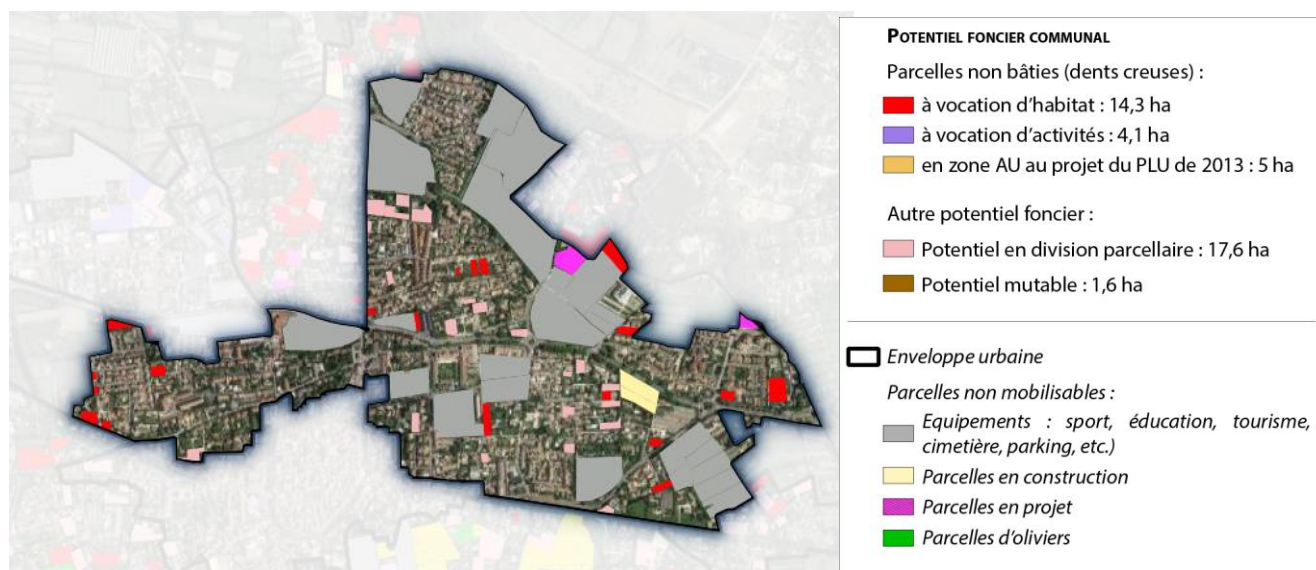 POTENTIEL FONCIER COMMUNAL
Parcelles non bâties (dents creuses) :
à vocation d'habitat : 14,3 ha
à vocation d'activités : 4,1 ha
en zone AU au projet du PLU de 2013 : 5 ha
Autre potentiel foncier :
Potentiel en division parcellaire : 17,6 ha
Potentiel mutable : 1,6 ha
Enveloppe urbaine
Parcelles non mobilisables :
Equipements : sport, éducation, tourisme,
cimetière, parking, etc.)
Parcelles en construction
Parcelles en projet
Parcelles d'oliviers